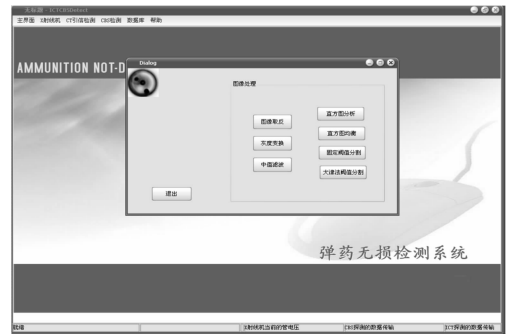 无标题 - ICTCBSDetect
主界面 X射线机 CT引信检测 CBS检测 数据库 帮助
AMMUNITION NOT-D
Dialog
图像处理
图像取点
灰度变换
中值滤波
直方图分析
直方图均衡
固定阈值分割
大津法阈值分割
退出
弹药无损检测系统
就绪
X射线机当前的管电压
CBS探测的数据传输
ICT探测的数据传输